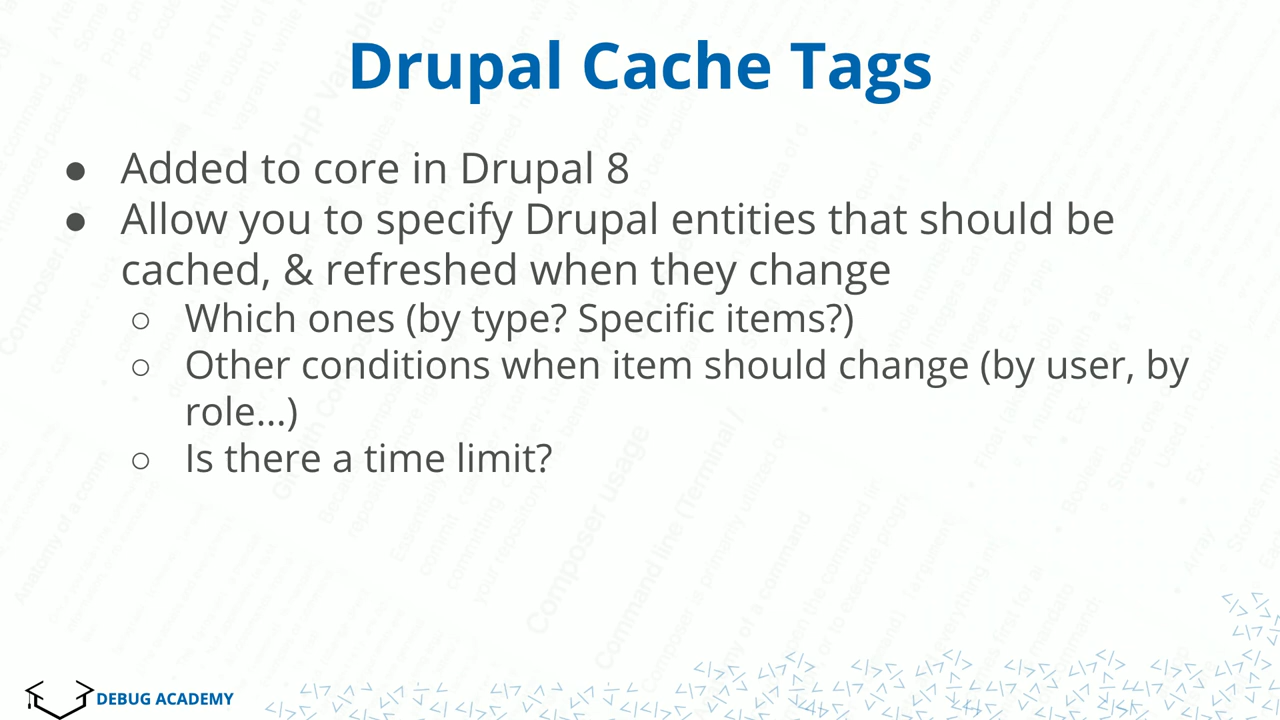 Drupal Cache Tags
● Added to core in Drupal 8
● Allow you to specify Drupal entities that should be
cached, & refreshed when they change
○ Which ones (by type? Specific items?)
○ Other conditions when item should change (by user, by
role...)
○ Is there a time limit?
DEBUG ACADEMY